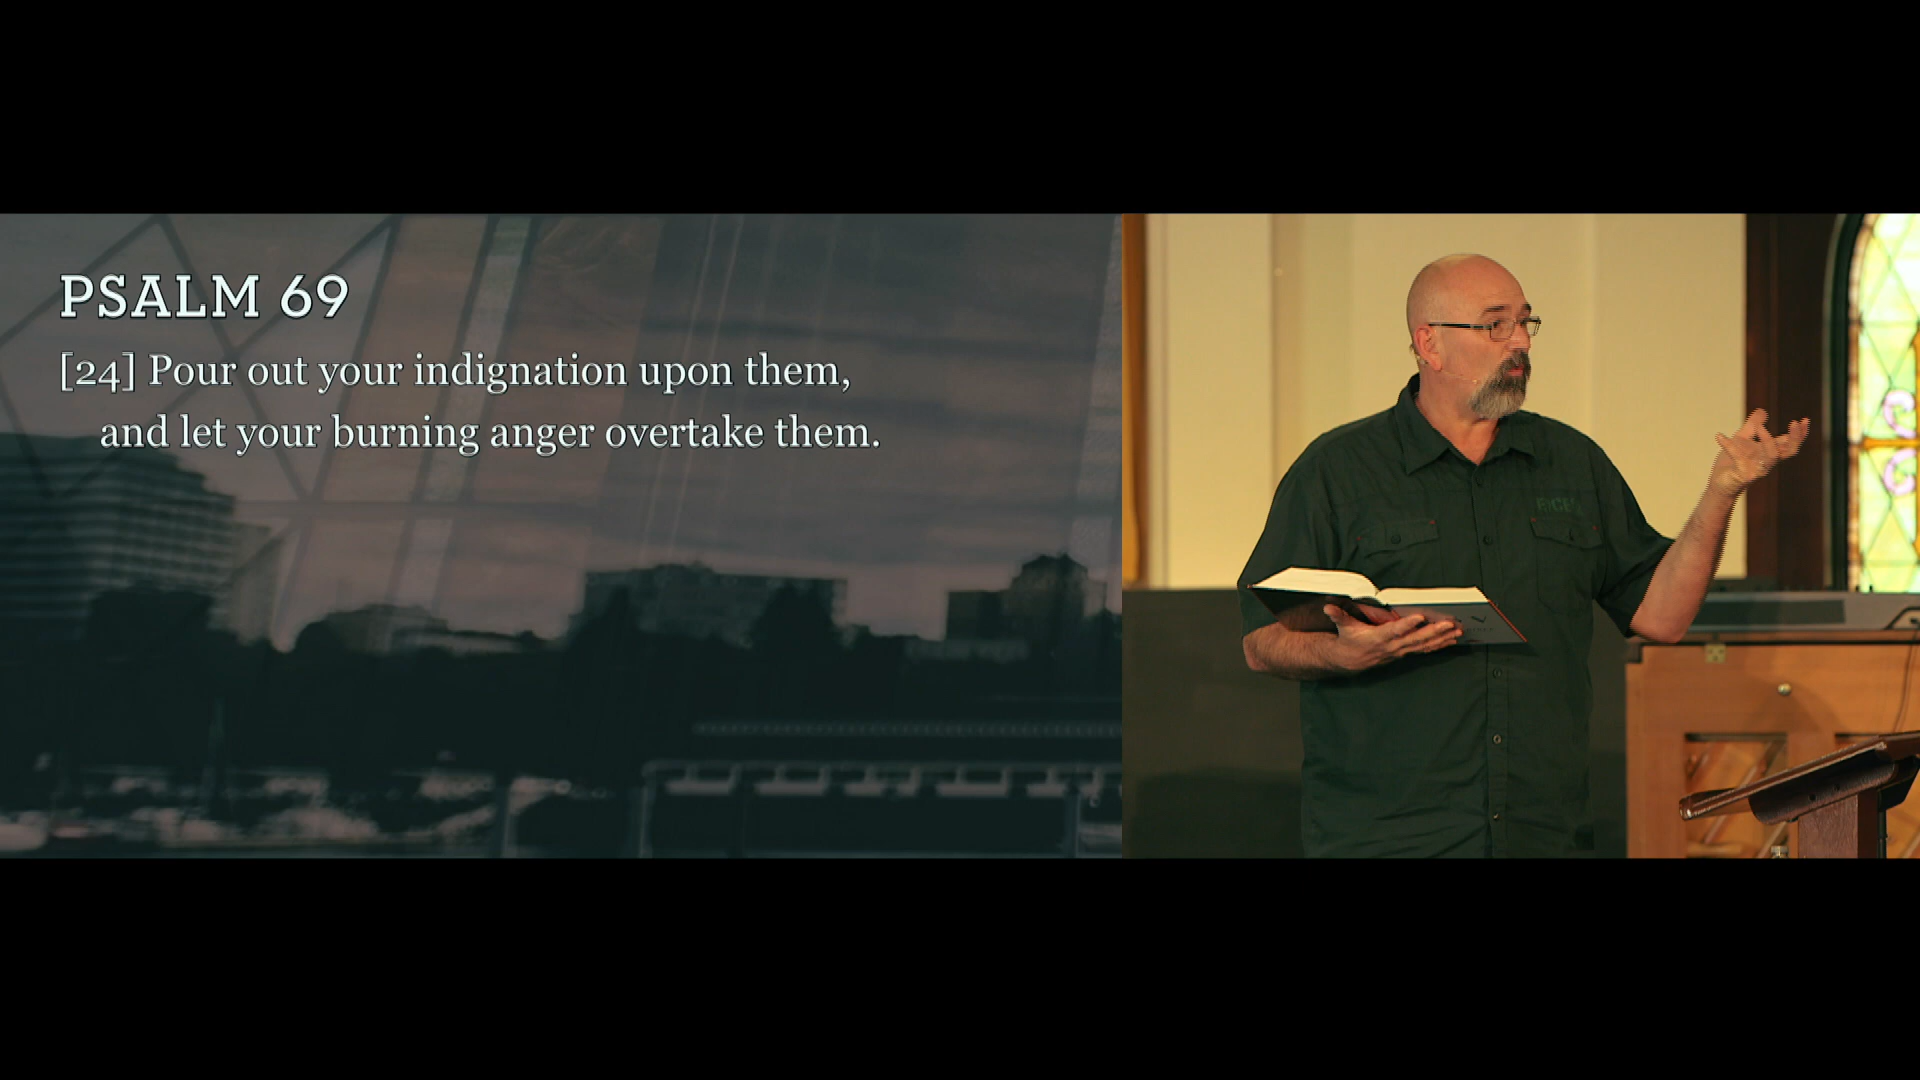 PSALM 69
[24] Pour out your indignation upon them,
and let your burning anger overtake them.